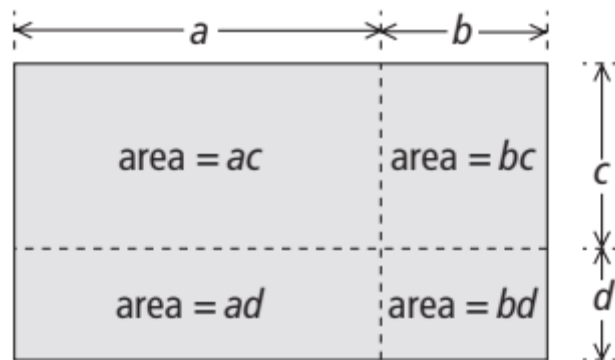 a b
area = ac area = bc
c
area = ad area = bd
d